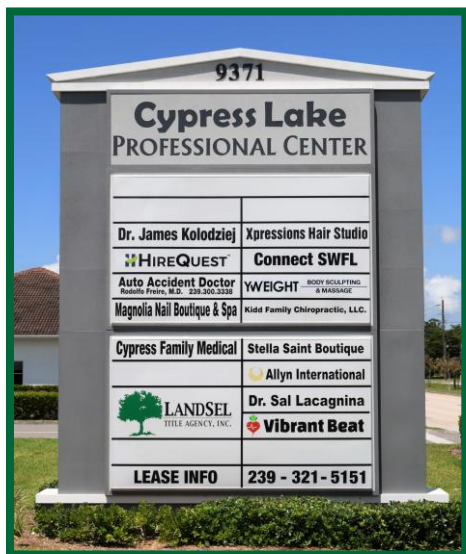 9371
Cypress Lake
PROFESSIONAL CENTER
Dr. James Kolodziej
Xpressions Hair Studio
HIREQUEST
Connect SWFL
Auto Accident Doctor
Rodolfo Freire, M.D. 239.300.3338
YWEIGHT BODY SCULPTING
& MASSAGE
Magnolia Nail Boutique & Spa
Kidd Family Chiropractic, LLC.
Cypress Family Medical
Stella Saint Boutique
Allyn International
LANDSEL
TITLE AGENCY, INC.
Dr. Sal Lacagnina
Vibrant Beat
LEASE INFO
239 - 321 - 5151